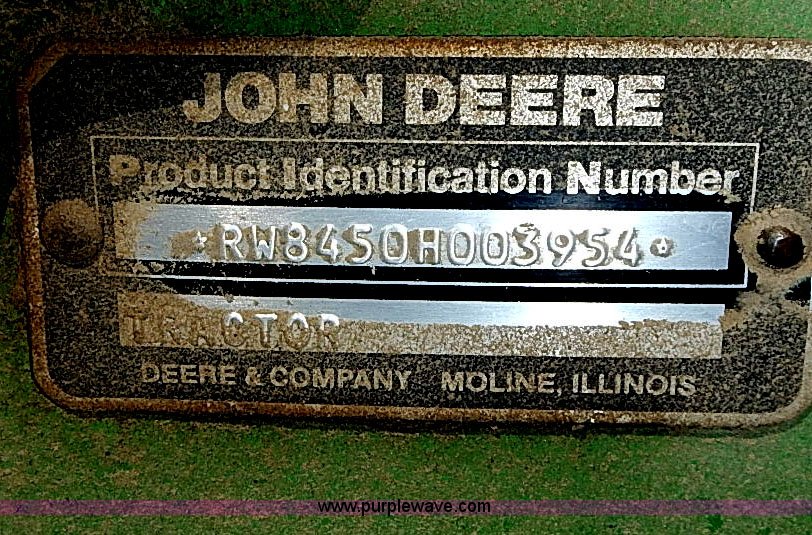 JOHN DEERE
Product Identification Number
*RW8450H003954*
TRACTOR
DEERE & COMPANY MOLINE, ILLINOIS
www.purplewave.com